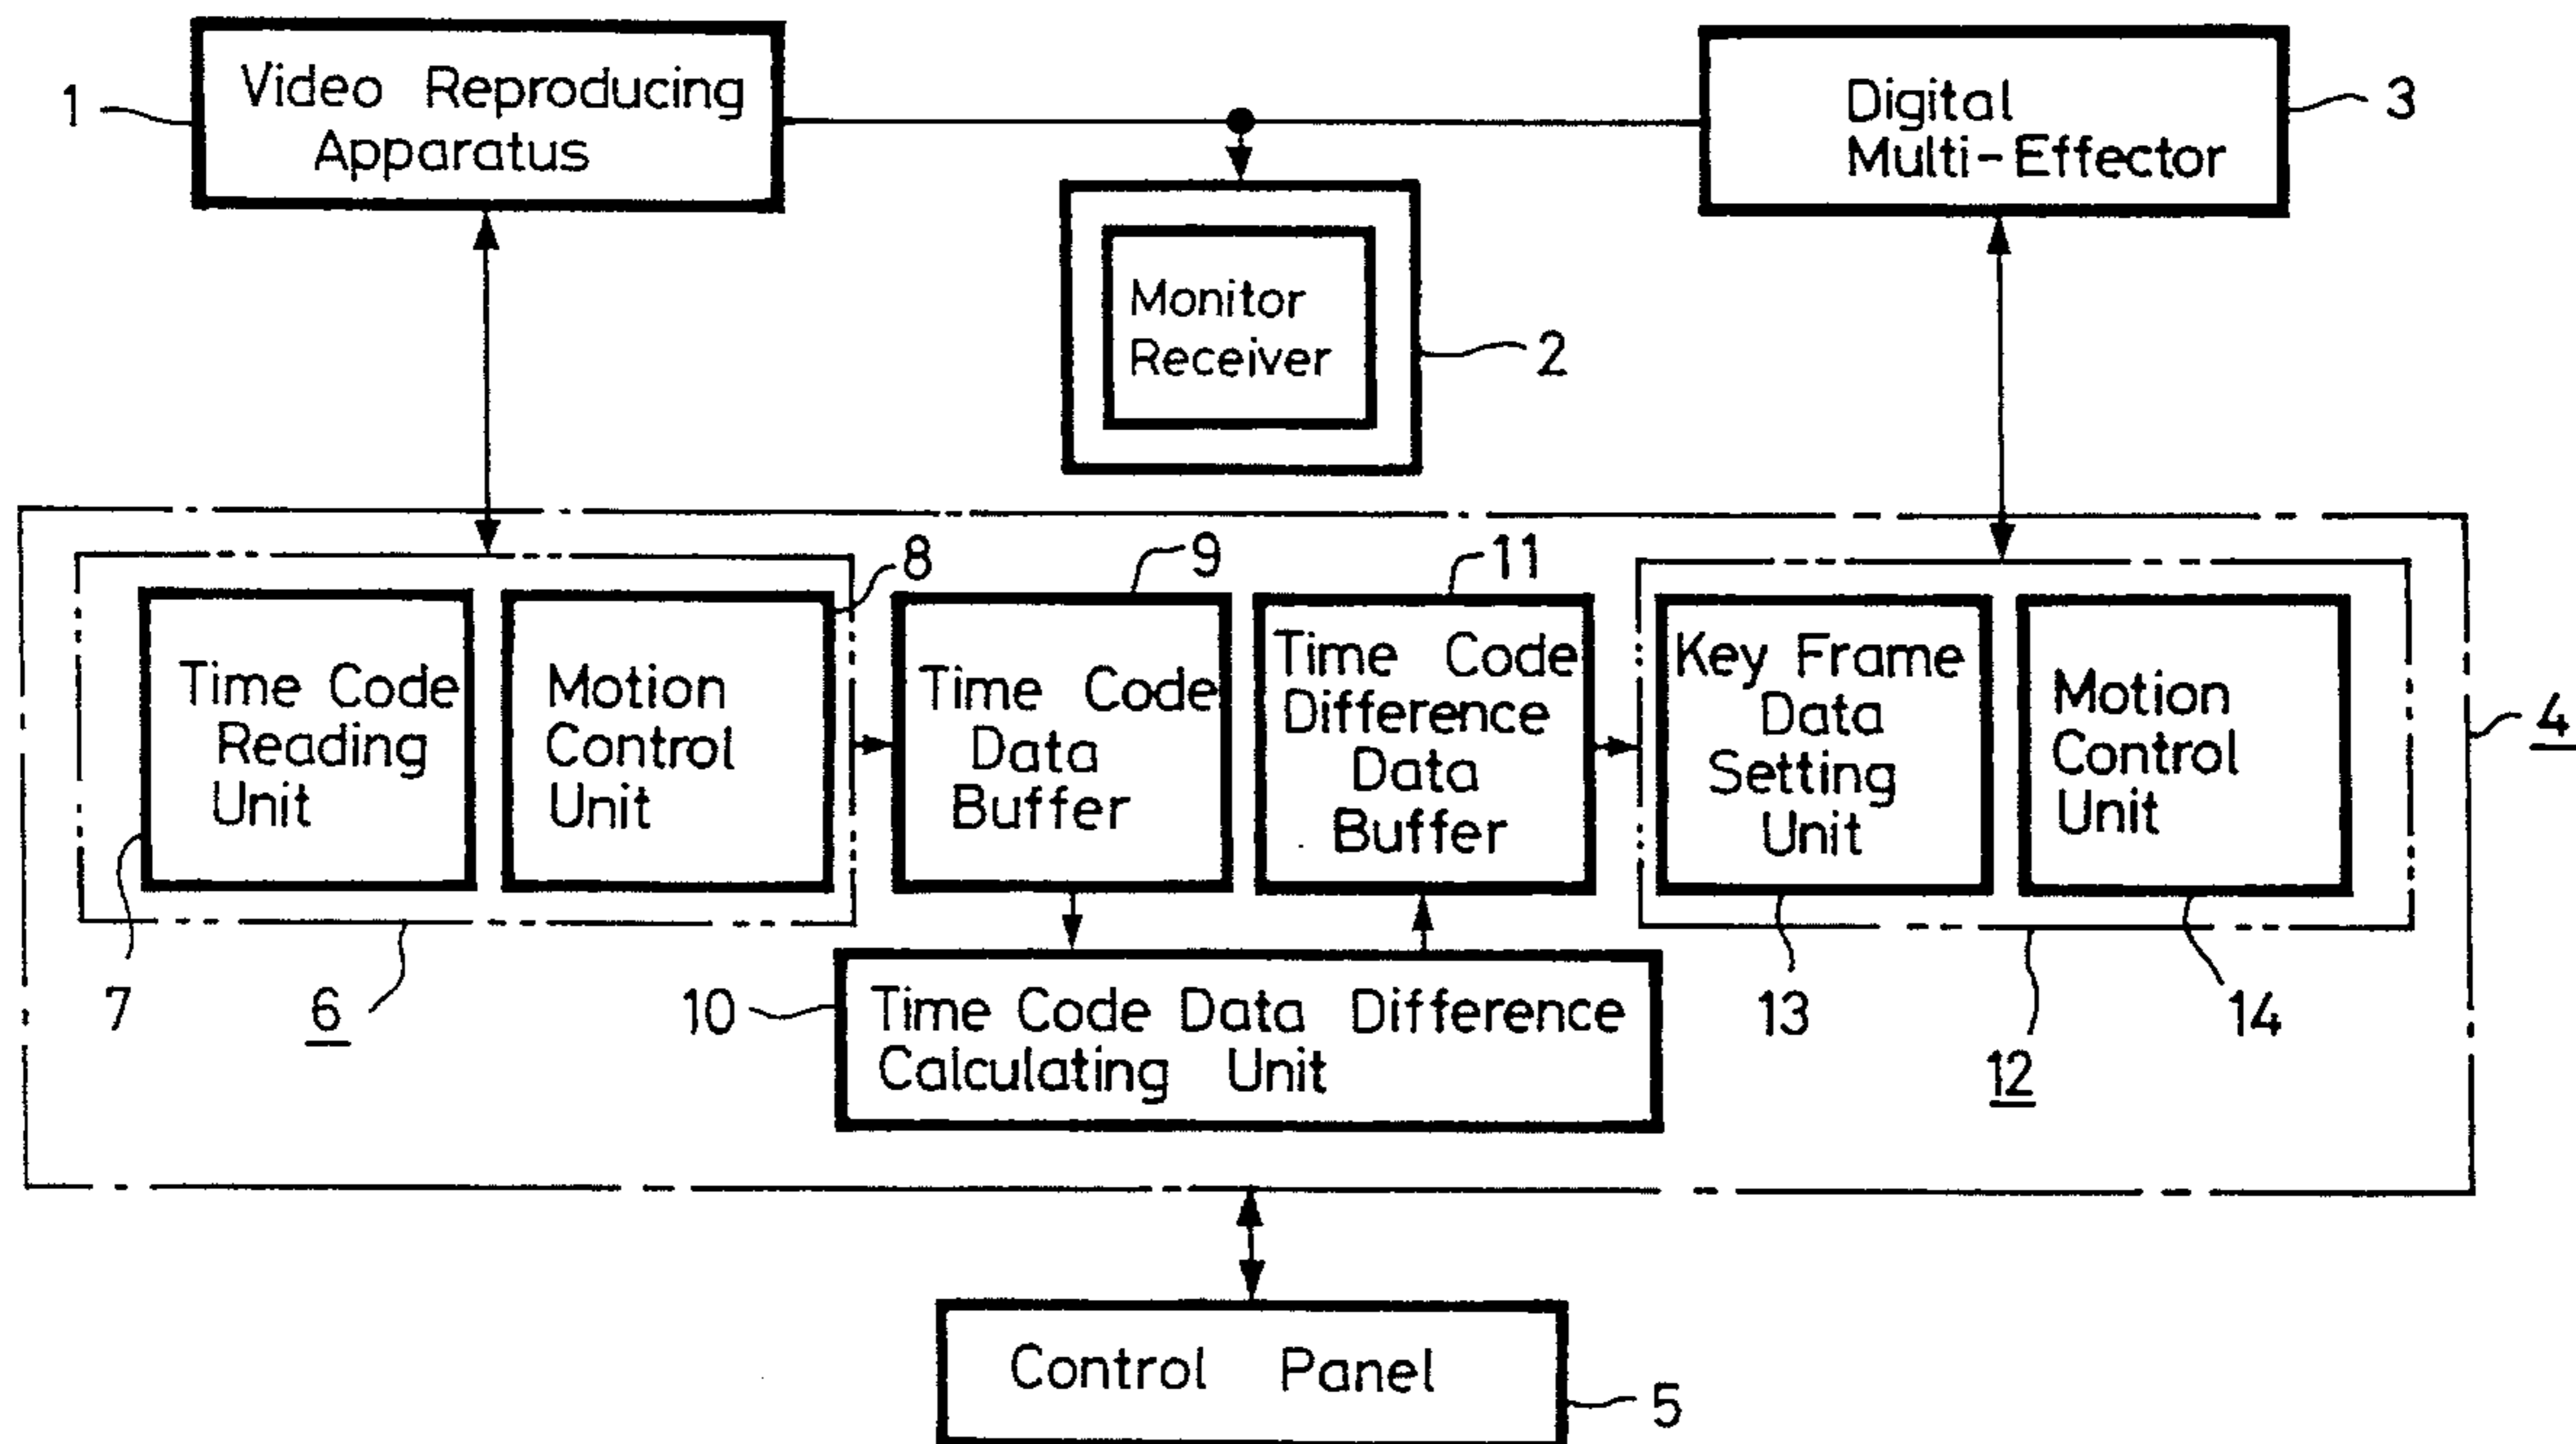 1
Video Reproducing
Apparatus
Digital
Multi-Effector
3
Monitor
Receiver
2
8
9
11
Time Code
Reading
Unit
Motion
Control
Unit
Time Code
Data
Buffer
Time Code
Difference
Data
Buffer
Key Frame
Data
Setting
Unit
Motion
Control
Unit
4
7
6
10
Time Code Data Difference
Calculating Unit
13
12
14
Control Panel
5